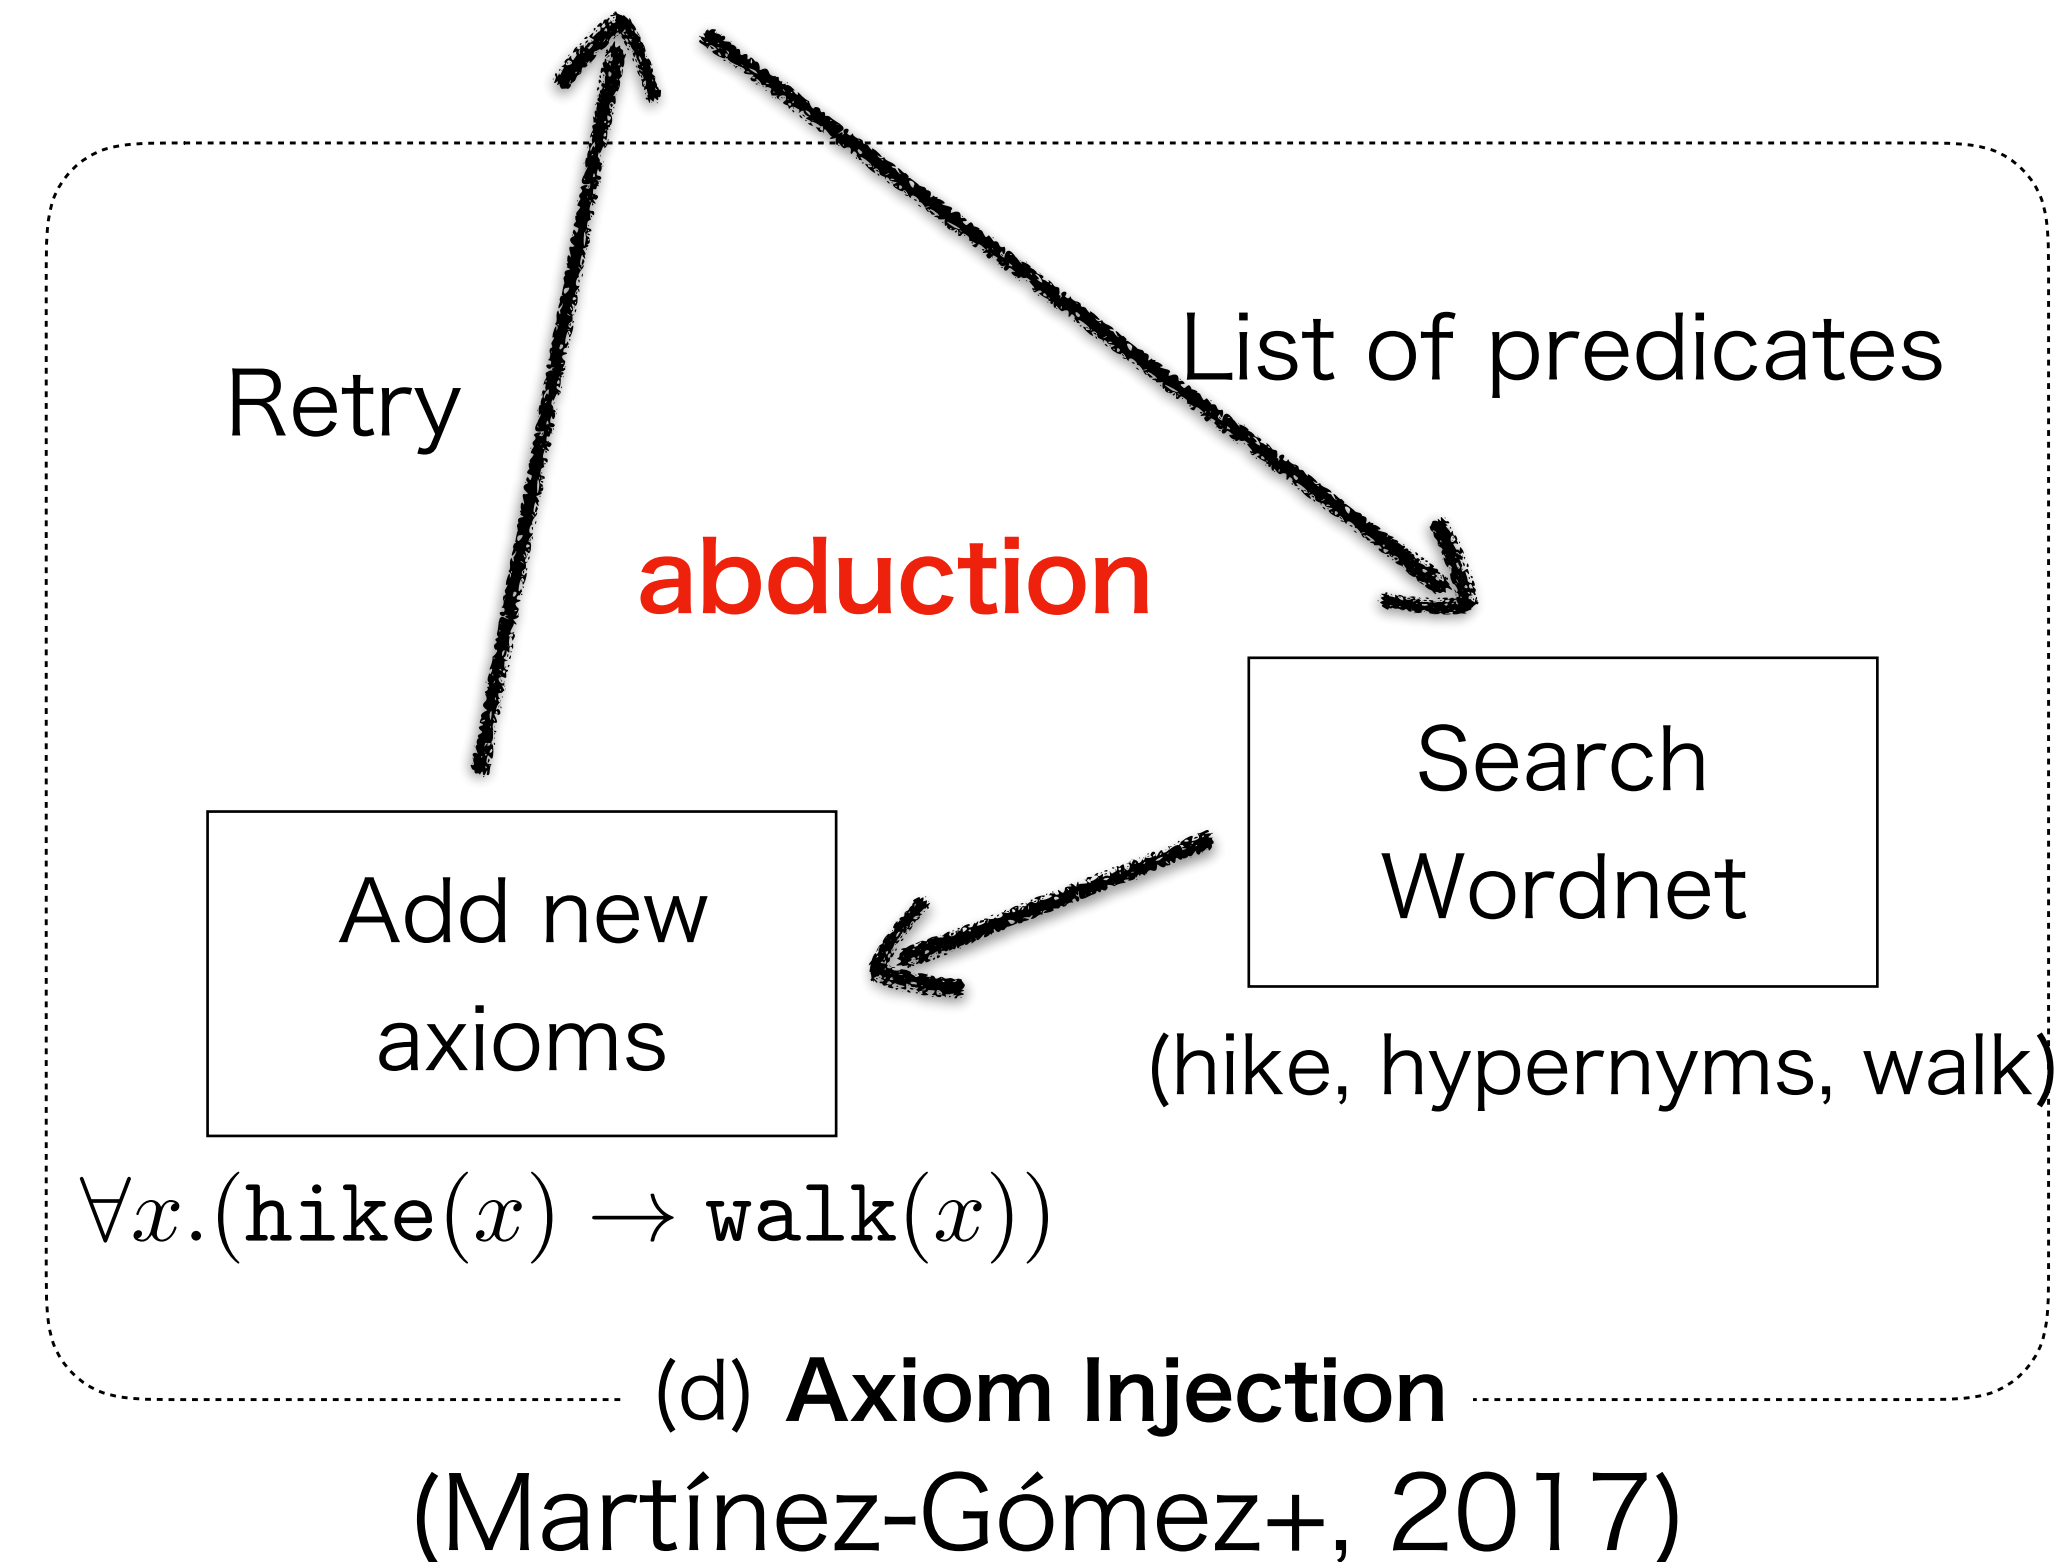 List of predicates
Retry
abduction
Search
Wordnet
(hike, hypernyms, walk)
Add new
axioms
∀x.(hike(x) → walk(x))
(d) Axiom Injection
(Martínez-Gómez+, 2017)